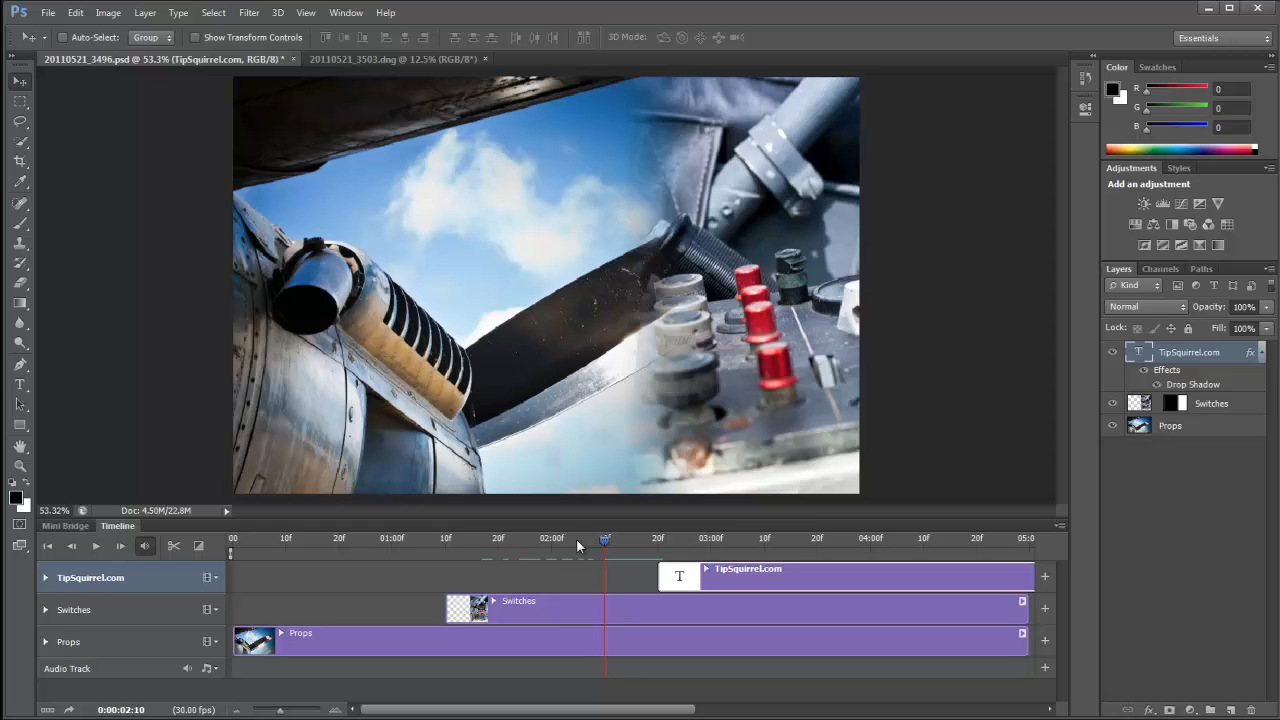 Ps File Edit Image Layer Type Select Filter 3D View Window Help
Auto-Select: Group Show Transform Controls 3D Mode: Essentials
20110521_3496.psd @ 53.3% (TipSquirrel.com, RGB/8) * × 20110521_3503.dng @ 12.5% (RGB/8*) ×
Color Swatches
R 0
G 0
B 0
Adjustments Styles
Add an adjustment
Layers Channels Paths
Kind
Normal Opacity: 100%
Lock: Fill: 100%
T TipSquirrel.com fx
Effects
Drop Shadow
Switches
Props
53.32% Doc: 4.50M/22.8M
Mini Bridge Timeline
00 10f 20f 01:00f 10f 20f 02:00f 20f 03:00f 10f 20f 04:00f 10f 20f 05:0
TipSquirrel.com T TipSquirrel.com
Switches Switches
Props Props
Audio Track
0:00:02:10 (30.00 fps)